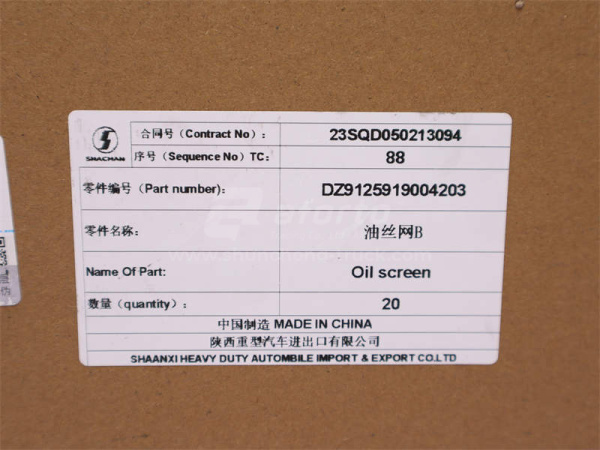 SHACMAN
合同号(Contract No)：
23SQD050213094
序号(Sequence No) TC：
88
零件编号(Part number)：
DZ9125919004203
零件名称：
油丝网B
Name Of Part:
Oil screen
数量(quantity)：
20
中国制造 MADE IN CHINA
陕西重型汽车进出口有限公司
SHAANXI HEAVY DUTY AUTOMBILE IMPORT & EXPORT CO.LTD